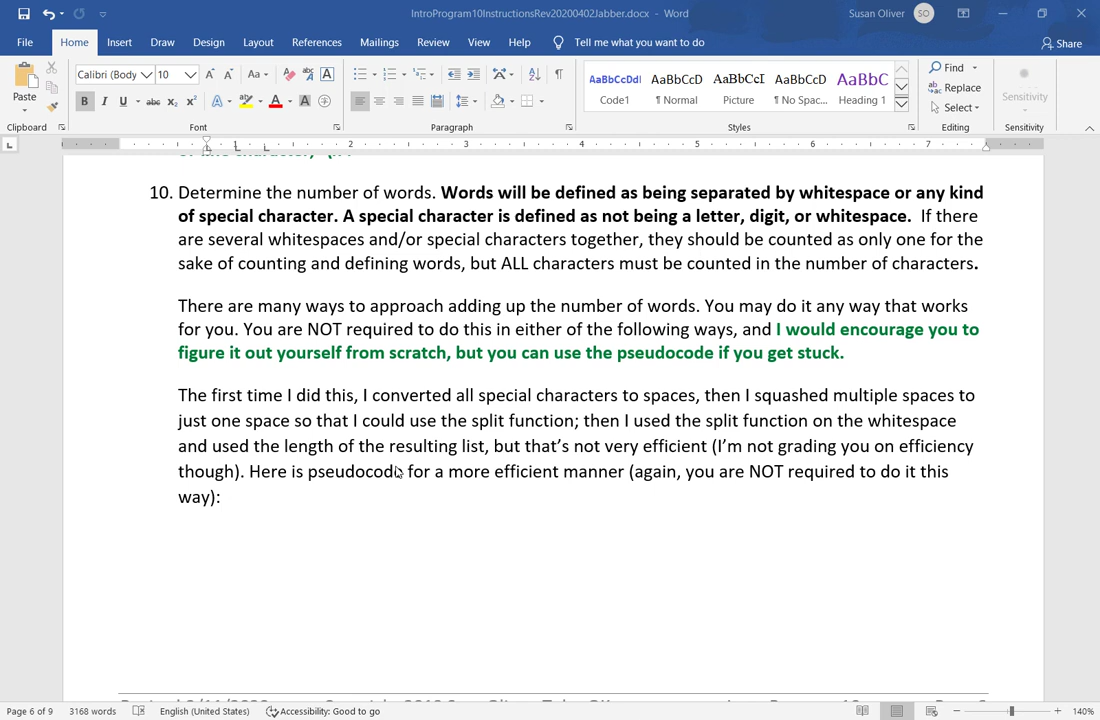 IntroProgram10InstructionsRev20200402Jabber.docx - Word
Susan Oliver SO
File Home Insert Draw Design Layout References Mailings Review View Help Tell me what you want to do Share
Calibri (Body 10
Paste
Clipboard Font Paragraph Styles Editing Sensitivity
AaBbCcDdI AaBbCcD AaBbCcI AaBbCcD AaBbC
Code1 ¶ Normal Picture ¶ No Spac... Heading 1
Find
Replace
Select
Sensitivity
1 2 3 4 5 6 7
10. Determine the number of words. Words will be defined as being separated by whitespace or any kind
of special character. A special character is defined as not being a letter, digit, or whitespace. If there
are several whitespaces and/or special characters together, they should be counted as only one for the
sake of counting and defining words, but ALL characters must be counted in the number of characters.
There are many ways to approach adding up the number of words. You may do it any way that works
for you. You are NOT required to do this in either of the following ways, and I would encourage you to
figure it out yourself from scratch, but you can use the pseudocode if you get stuck.
The first time I did this, I converted all special characters to spaces, then I squashed multiple spaces to
just one space so that I could use the split function; then I used the split function on the whitespace
and used the length of the resulting list, but that's not very efficient (I'm not grading you on efficiency
though). Here is pseudocode for a more efficient manner (again, you are NOT required to do it this
way):
Page 6 of 9 3168 words English (United States) Accessibility: Good to go 140%